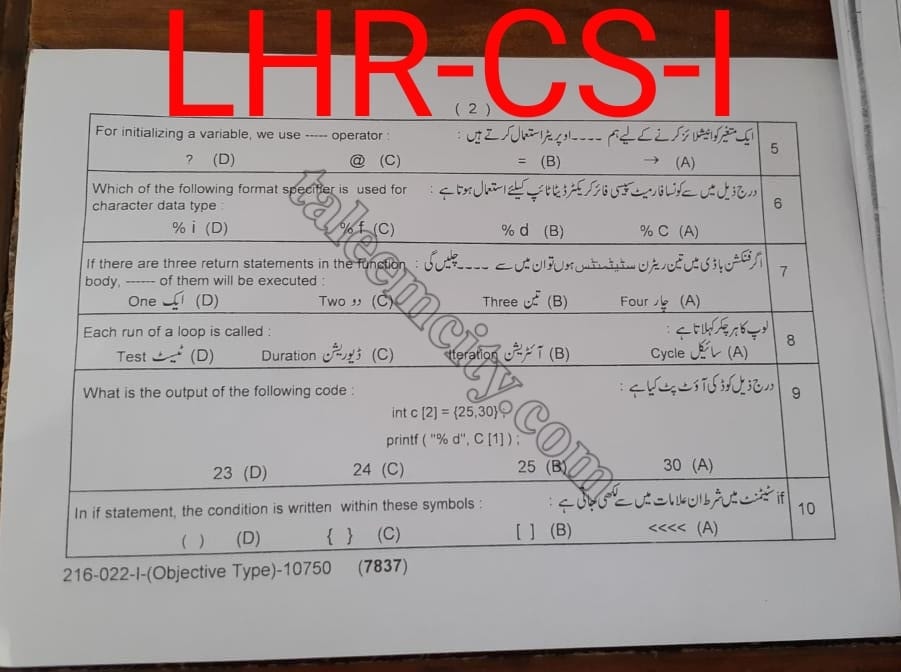 LHR-CS-I
( 2 )
For initializing a variable, we use ----- operator : ایک متغیر کو انیشلائز کرنے کے لیے ہم ---- اوپریٹر استعمال کرتے ہیں : 5
? (D) @ (C) = (B) → (A)
Which of the following format specifier is used for درج ذیل میں سے کونسا فارمیٹ سپیسی فائر کریکٹر ڈیٹا ٹائپ کیلئے استعمال ہوتا ہے : 6
character data type :
% i (D) % f (C) % d (B) % C (A)
If there are three return statements in the function اگر فنکشن باڈی میں تین ریٹرن سٹیٹمنٹس ہوں تو ان میں سے ---- چلیں گی : 7
body, ------ of them will be executed :
One ایک (D) Two دو (C) Three تین (B) Four چار (A)
Each run of a loop is called : لوپ کا ہر چکر کہلاتا ہے : 8
Test ٹیسٹ (D) Duration ڈیوریشن (C) Iteration آئٹریشن (B) Cycle سائیکل (A)
What is the output of the following code : درج ذیل کوڈ کی آؤٹ پٹ کیا ہے : 9
int c [2] = {25,30} ;
printf ( "% d", C [1] ) ;
23 (D) 24 (C) 25 (B) 30 (A)
In if statement, the condition is written within these symbols : if سٹیٹمنٹ میں شرط ان علامات میں سے لکھی جاتی ہے : 10
( ) (D) { } (C) [ ] (B) <<<< (A)
216-022-I-(Objective Type)-10750 (7837)
taleemcity.com